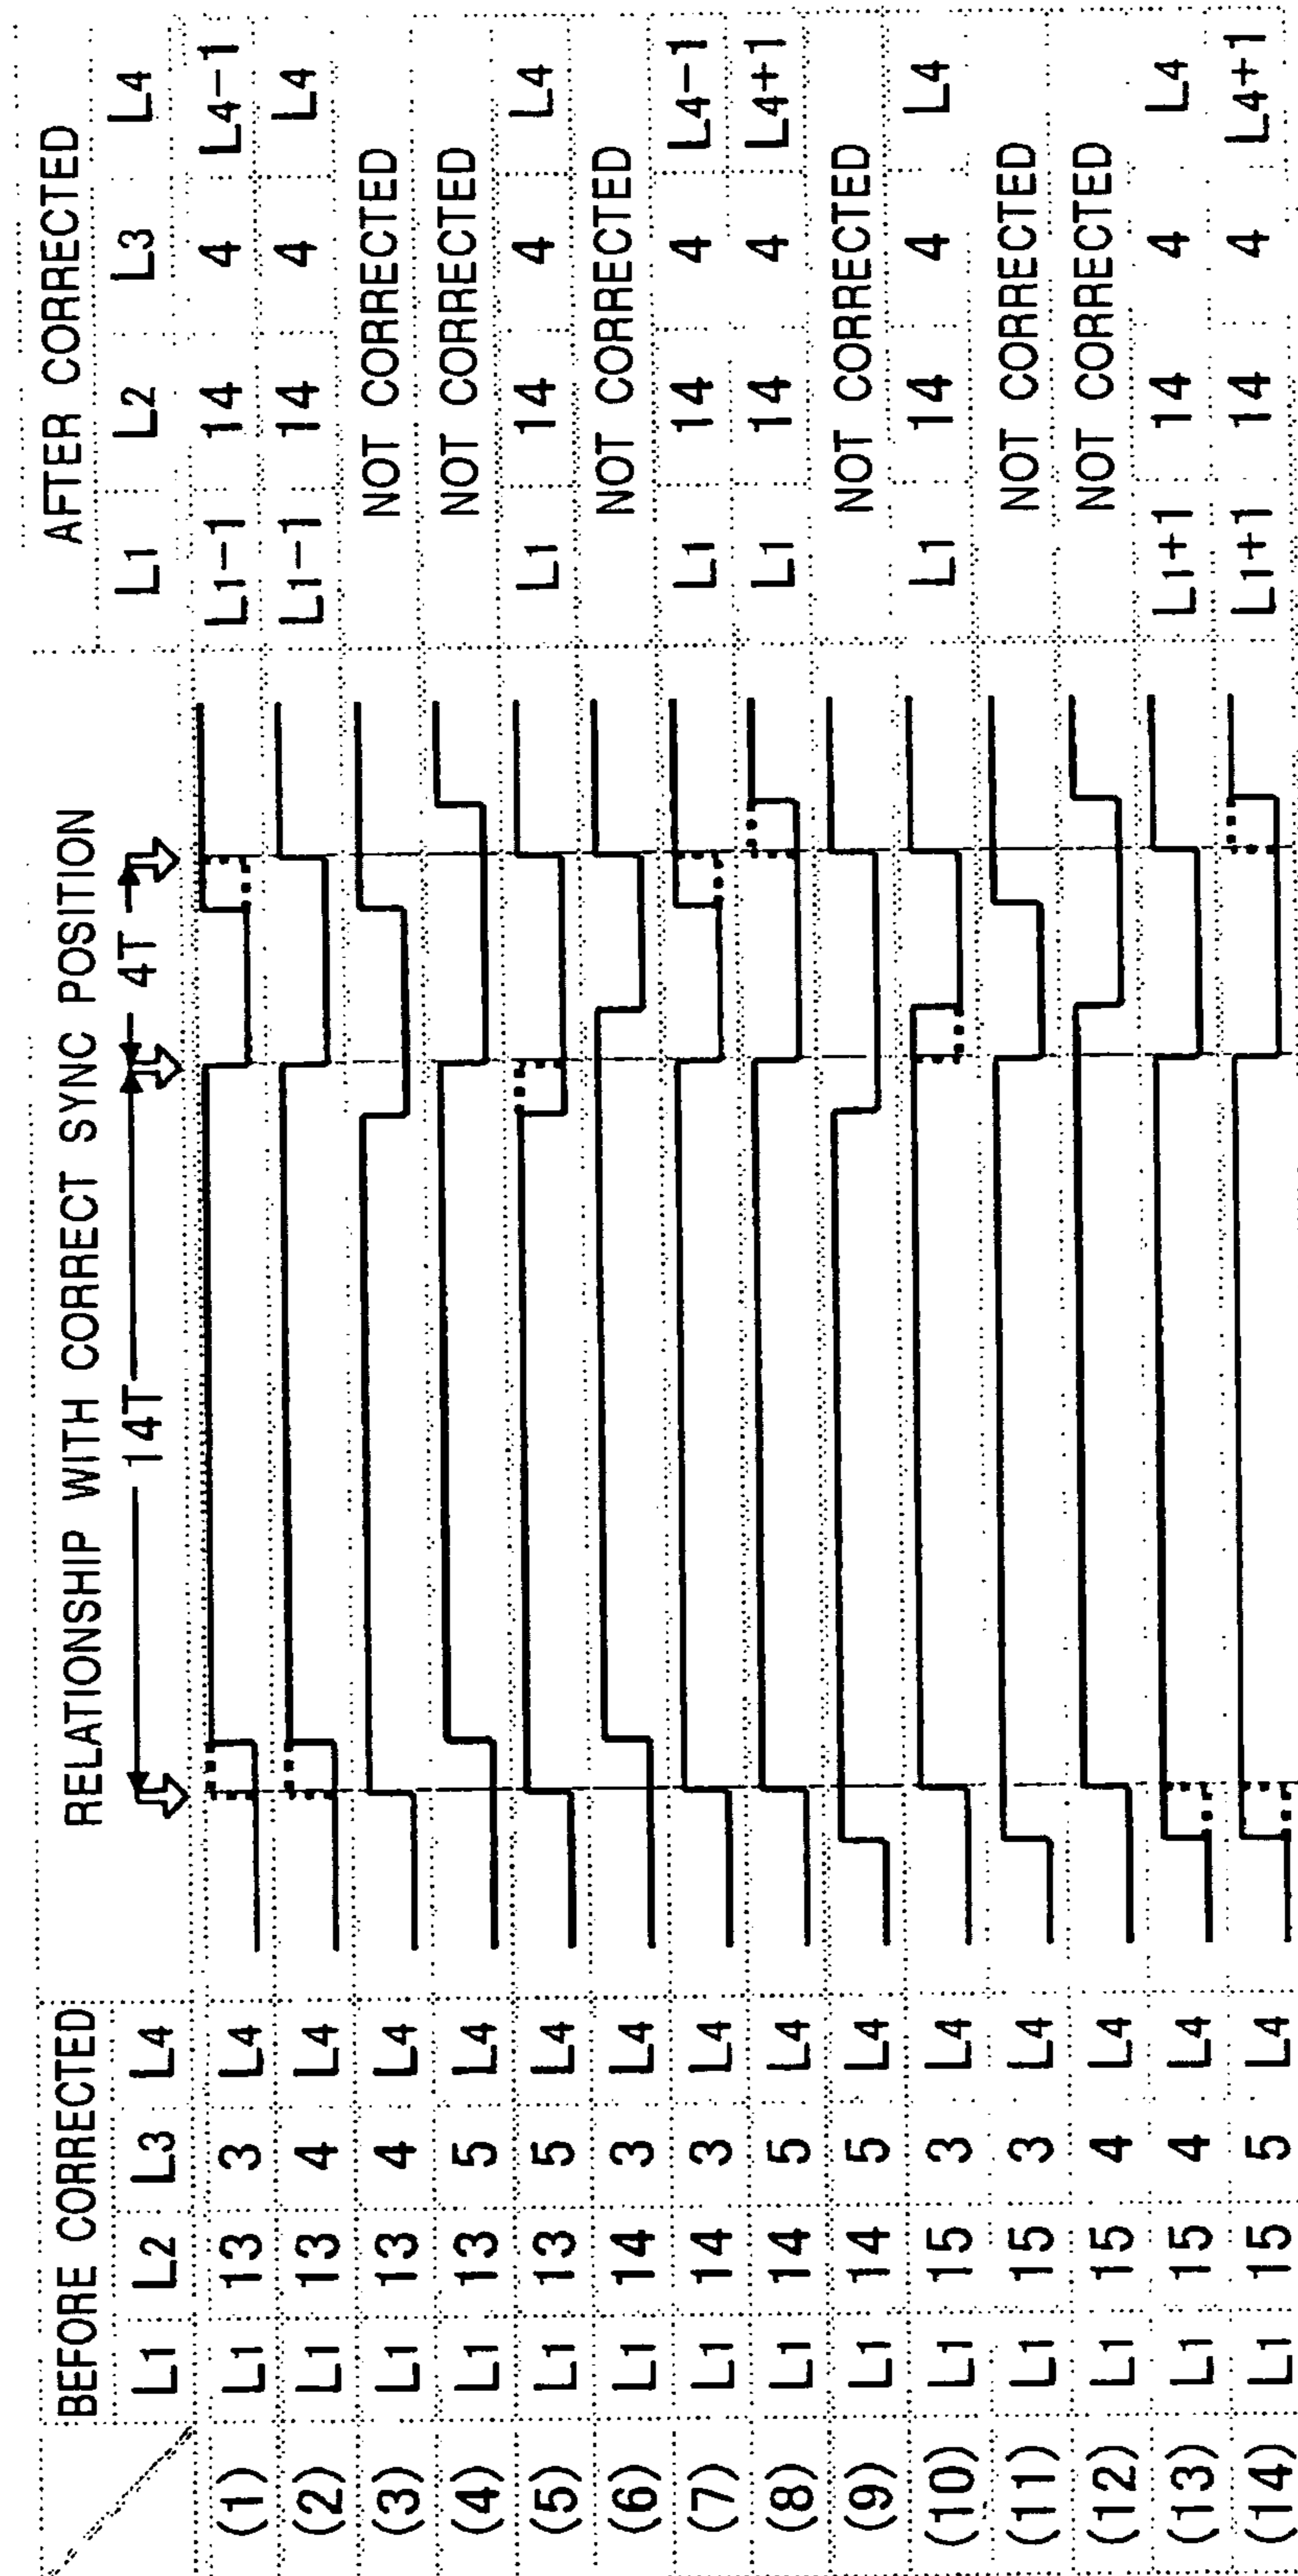 BEFORE CORRECTED RELATIONSHIP WITH CORRECT SYNC POSITION AFTER CORRECTED
L1 L2 L3 L4 14T 4T L1 L2 L3 L4
(1) L1 13 3 L4 L1-1 14 4 L4-1
(2) L1 13 4 L4 L1-1 14 4 L4
(3) L1 13 4 L4 NOT CORRECTED
(4) L1 13 5 L4 NOT CORRECTED
(5) L1 13 5 L4 L1 14 4 L4
(6) L1 14 3 L4 NOT CORRECTED
(7) L1 14 3 L4 L1 14 4 L4-1
(8) L1 14 5 L4 L1 14 4 L4+1
(9) L1 14 5 L4 NOT CORRECTED
(10) L1 15 3 L4 L1 14 4 L4
(11) L1 15 3 L4 NOT CORRECTED
(12) L1 15 4 L4 NOT CORRECTED
(13) L1 15 4 L4 L1+1 14 4 L4
(14) L1 15 5 L4 L1+1 14 4 L4+1